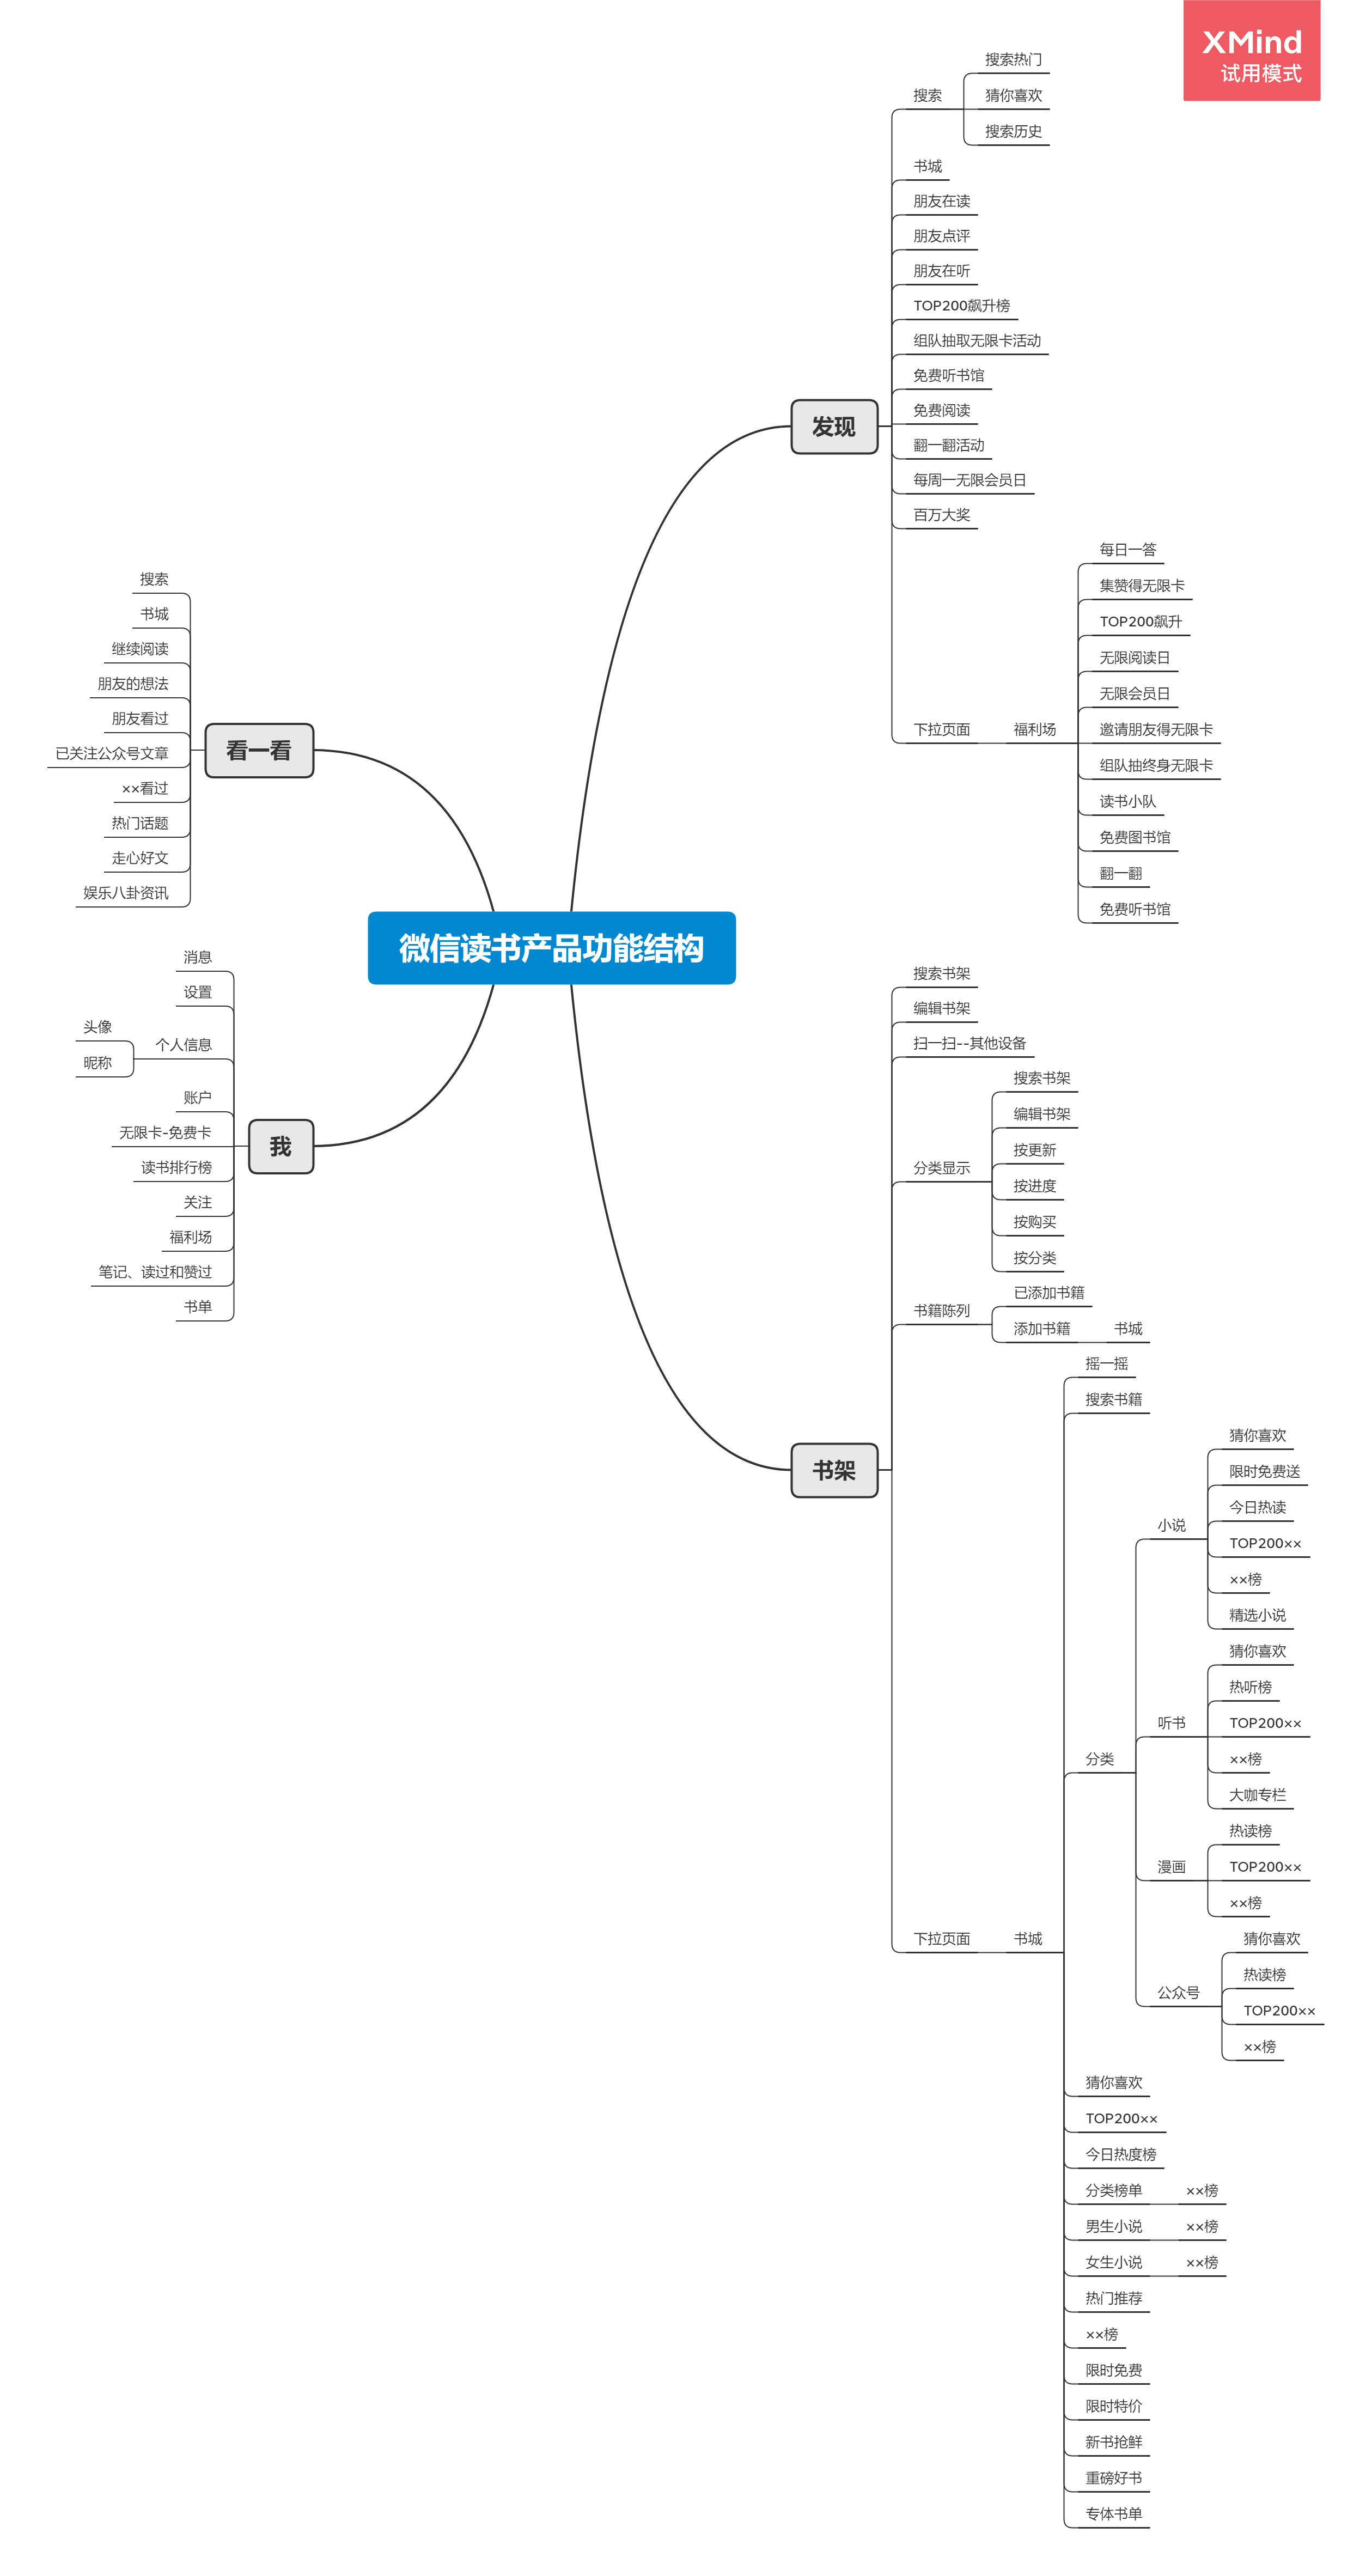 XMind
试用模式
微信读书产品功能结构
发现
搜索
搜索热门
猜你喜欢
搜索历史
书城
朋友在读
朋友点评
朋友在听
TOP200飙升榜
组队抽取无限卡活动
免费听书馆
免费阅读
翻一翻活动
每周一无限会员日
百万大奖
下拉页面
福利场
每日一答
集赞得无限卡
TOP200飙升
无限阅读日
无限会员日
邀请朋友得无限卡
组队抽终身无限卡
读书小队
免费图书馆
翻一翻
免费听书馆
书架
搜索书架
编辑书架
扫一扫--其他设备
分类显示
搜索书架
编辑书架
按更新
按进度
按购买
按分类
书籍陈列
已添加书籍
添加书籍
书城
下拉页面
书城
摇一摇
搜索书籍
分类
小说
猜你喜欢
限时免费送
今日热读
TOP200××
××榜
精选小说
听书
猜你喜欢
热听榜
TOP200××
××榜
大咖专栏
漫画
热读榜
TOP200××
××榜
公众号
猜你喜欢
热读榜
TOP200××
××榜
猜你喜欢
TOP200××
今日热度榜
分类榜单
××榜
男生小说
××榜
女生小说
××榜
热门推荐
××榜
限时免费
限时特价
新书抢鲜
重磅好书
专体书单
看一看
搜索
书城
继续阅读
朋友的想法
朋友看过
已关注公众号文章
××看过
热门话题
走心好文
娱乐八卦资讯
我
消息
设置
个人信息
头像
昵称
账户
无限卡-免费卡
读书排行榜
关注
福利场
笔记、读过和赞过
书单